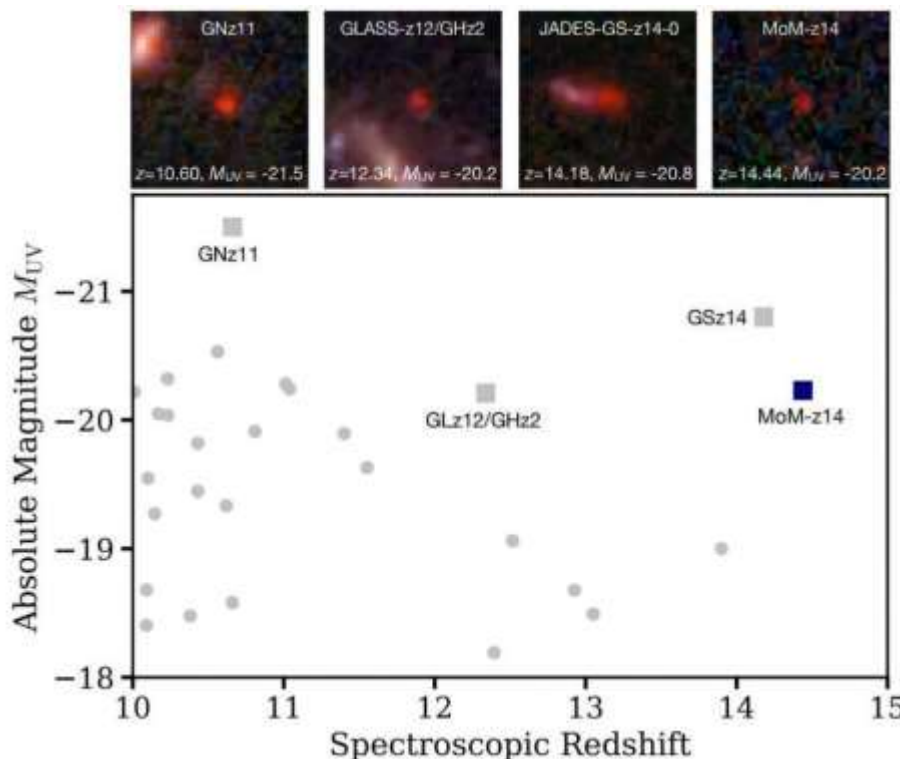 GNz11
GLASS-z12/GHz2
JADES-GS-z14-0
MoM-z14
z=10.60, MUV = -21.5
z=12.34, MUV = -20.2
z=14.18, MUV = -20.8
z=14.44, MUV = -20.2
GNz11
GSz14
GLz12/GHz2
MoM-z14
Absolute Magnitude MUV
−21
−20
−19
−18
10
11
12
13
14
15
Spectroscopic Redshift